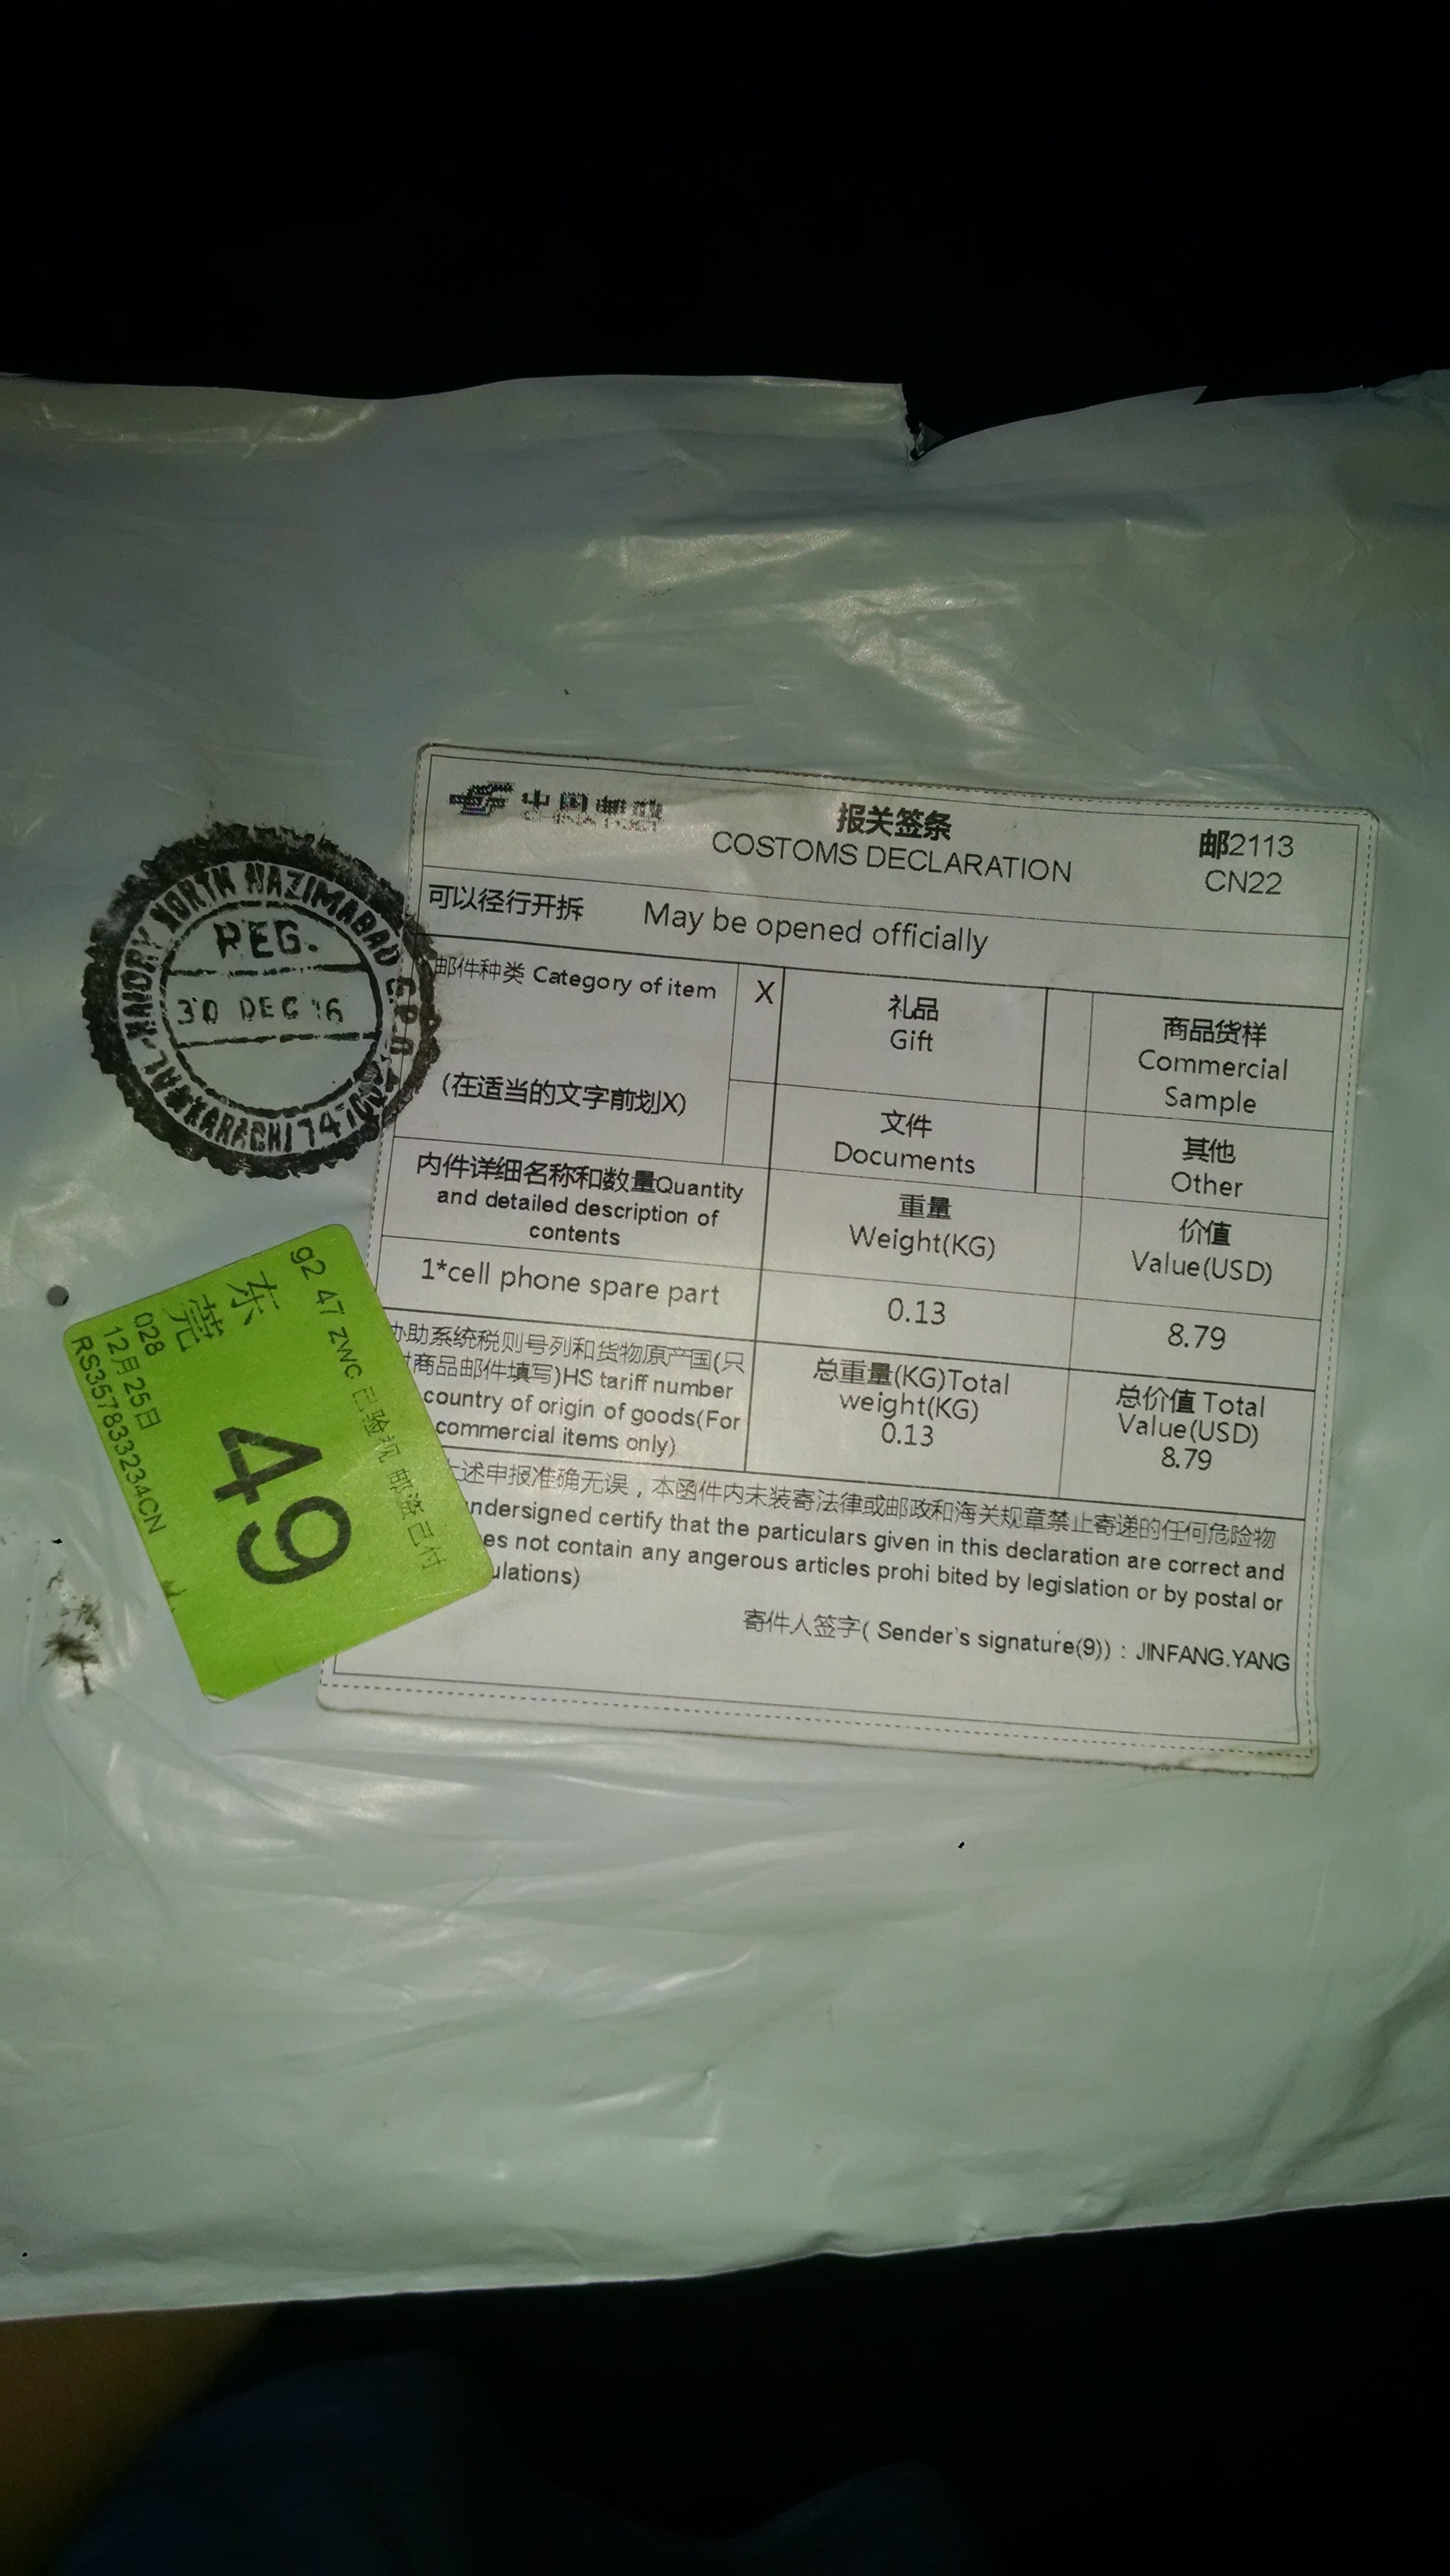 中国邮政
报关签条
COSTOMS DECLARATION
邮2113
CN22
可以径行开拆 May be opened officially
邮件种类 Category of item
(在适当的文字前划X)
X
礼品
Gift
商品货样
Commercial
Sample
文件
Documents
其他
Other
内件详细名称和数量Quantity
and detailed description of
contents
重量
Weight(KG)
价值
Value(USD)
1*cell phone spare part
0.13
8.79
协助系统税则号列和货物原产国(只
对商品邮件填写)HS tariff number
country of origin of goods(For
commercial items only)
总重量(KG)Total
weight(KG)
0.13
总价值 Total
Value(USD)
8.79
上述申报准确无误，本函件内未装寄法律或邮政和海关规章禁止寄递的任何危险物
undersigned certify that the particulars given in this declaration are correct and
es not contain any angerous articles prohi bited by legislation or by postal or
ulations)
寄件人签字( Sender's signature(9)) : JINFANG.YANG
NORTH NAZIMABAD G.P.O
KARACHI 747
REG.
30 DEC 16
g2 47 ZWC 已验视 邮资已付
东莞
49
028
12月25日
RS357833234CN